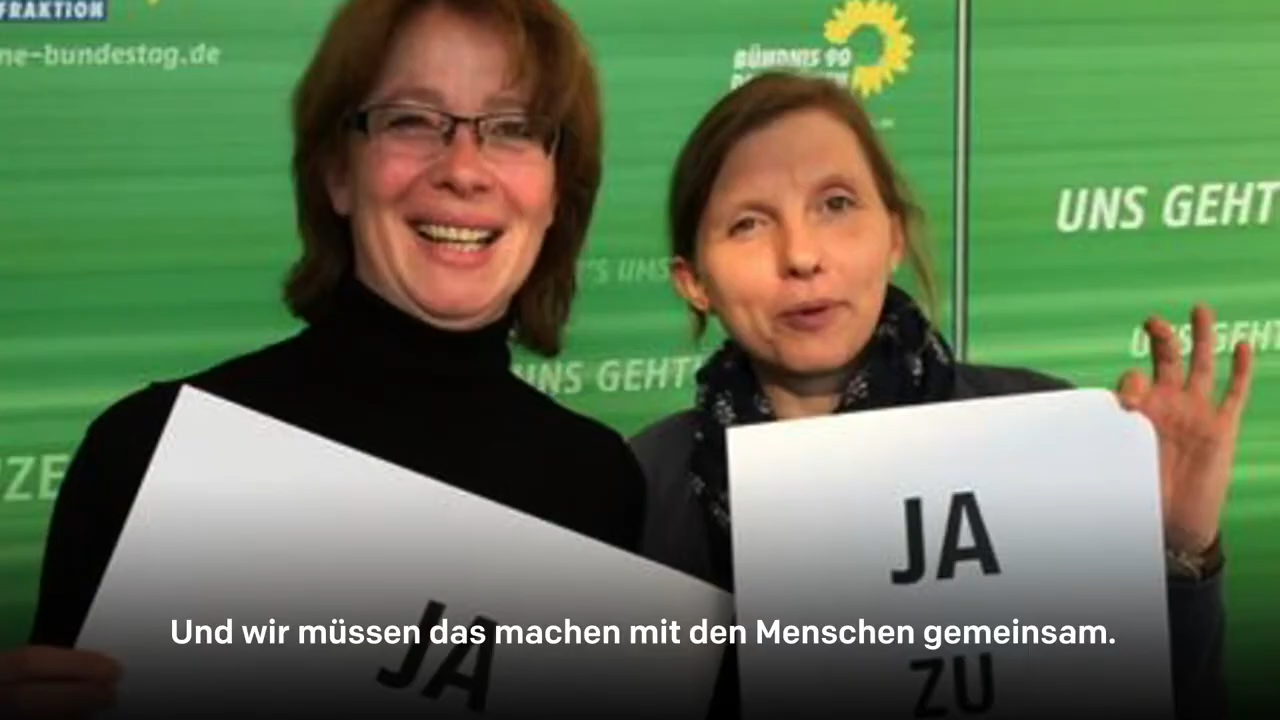 FRAKTION
ne-bundestag.de
BÜNDNIS 90
UNS GEHT
UNS GEHT
UNS GEHT
ZE
JA
JA
ZU
Und wir müssen das machen mit den Menschen gemeinsam.